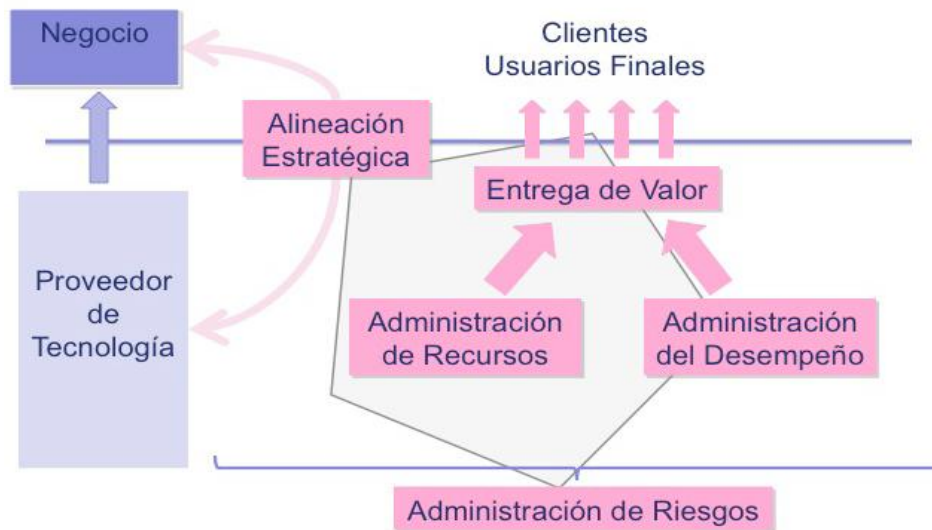 Negocio
Clientes
Usuarios Finales
Alineación
Estratégica
Entrega de Valor
Proveedor
de
Tecnología
Administración
de Recursos
Administración
del Desempeño
Administración de Riesgos